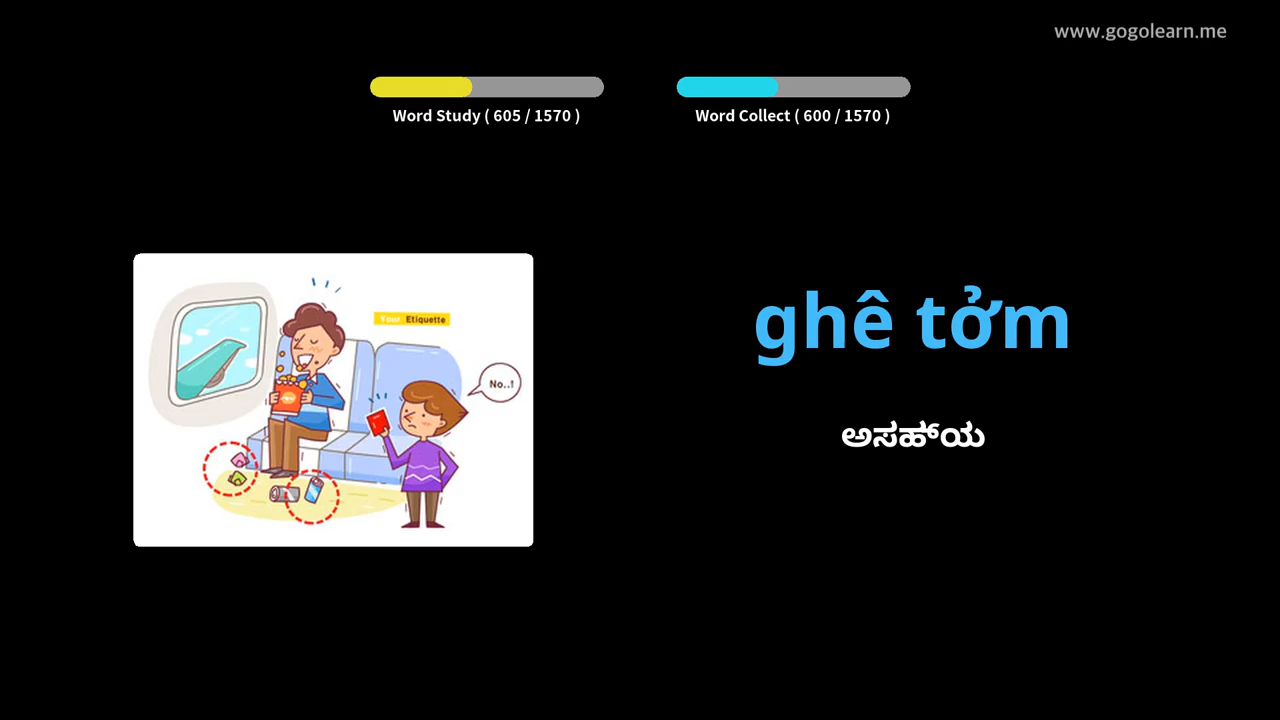 www.gogolearn.me
Word Study ( 605 / 1570 )
Word Collect ( 600 / 1570 )
Your Etiquette
No..!
ghê tởm
ಅಸಹ್ಯ